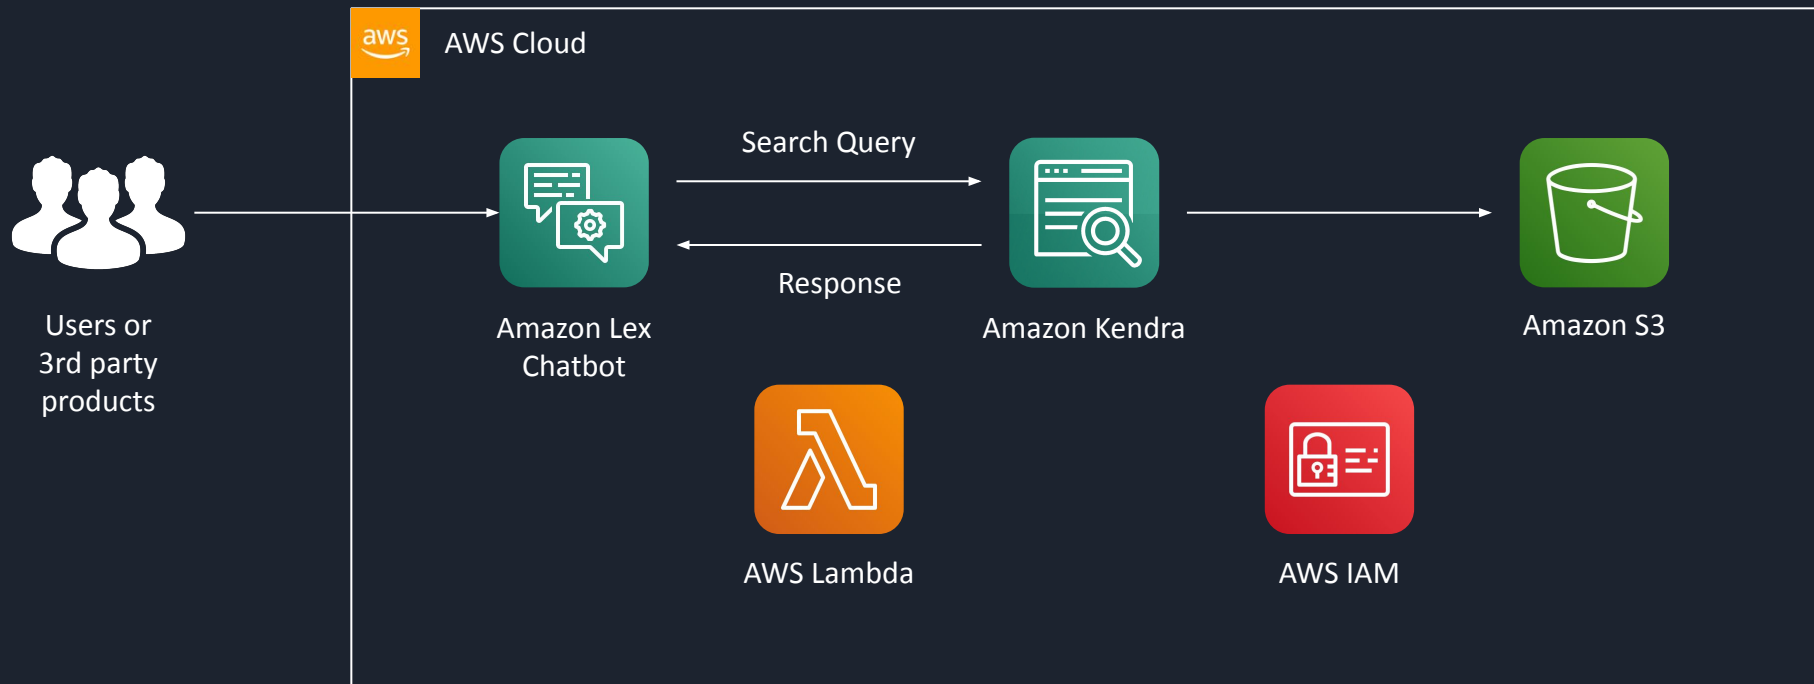 aws
AWS Cloud
Search Query
Response
Users or
3rd party
products
Amazon Lex
Chatbot
Amazon Kendra
Amazon S3
AWS Lambda
AWS IAM